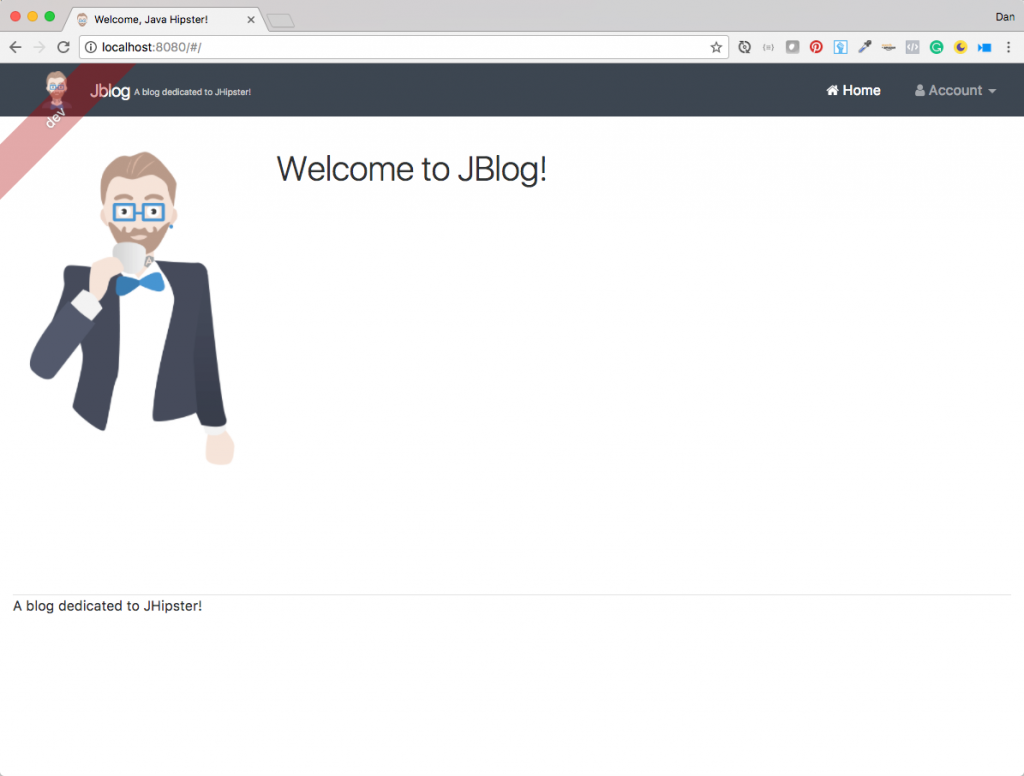 Welcome, Java Hipster!
Dan
localhost:8080/#/
Jblog A blog dedicated to JHipster!
Home
Account
dev
Welcome to JBlog!
A blog dedicated to JHipster!